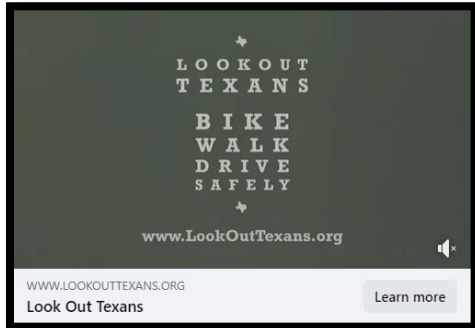 LOOKOUT
TEXANS
BIKE
WALK
DRIVE
SAFELY
www.LookOutTexans.org
WWW.LOOKOUTTEXANS.ORG
Look Out Texans
Learn more